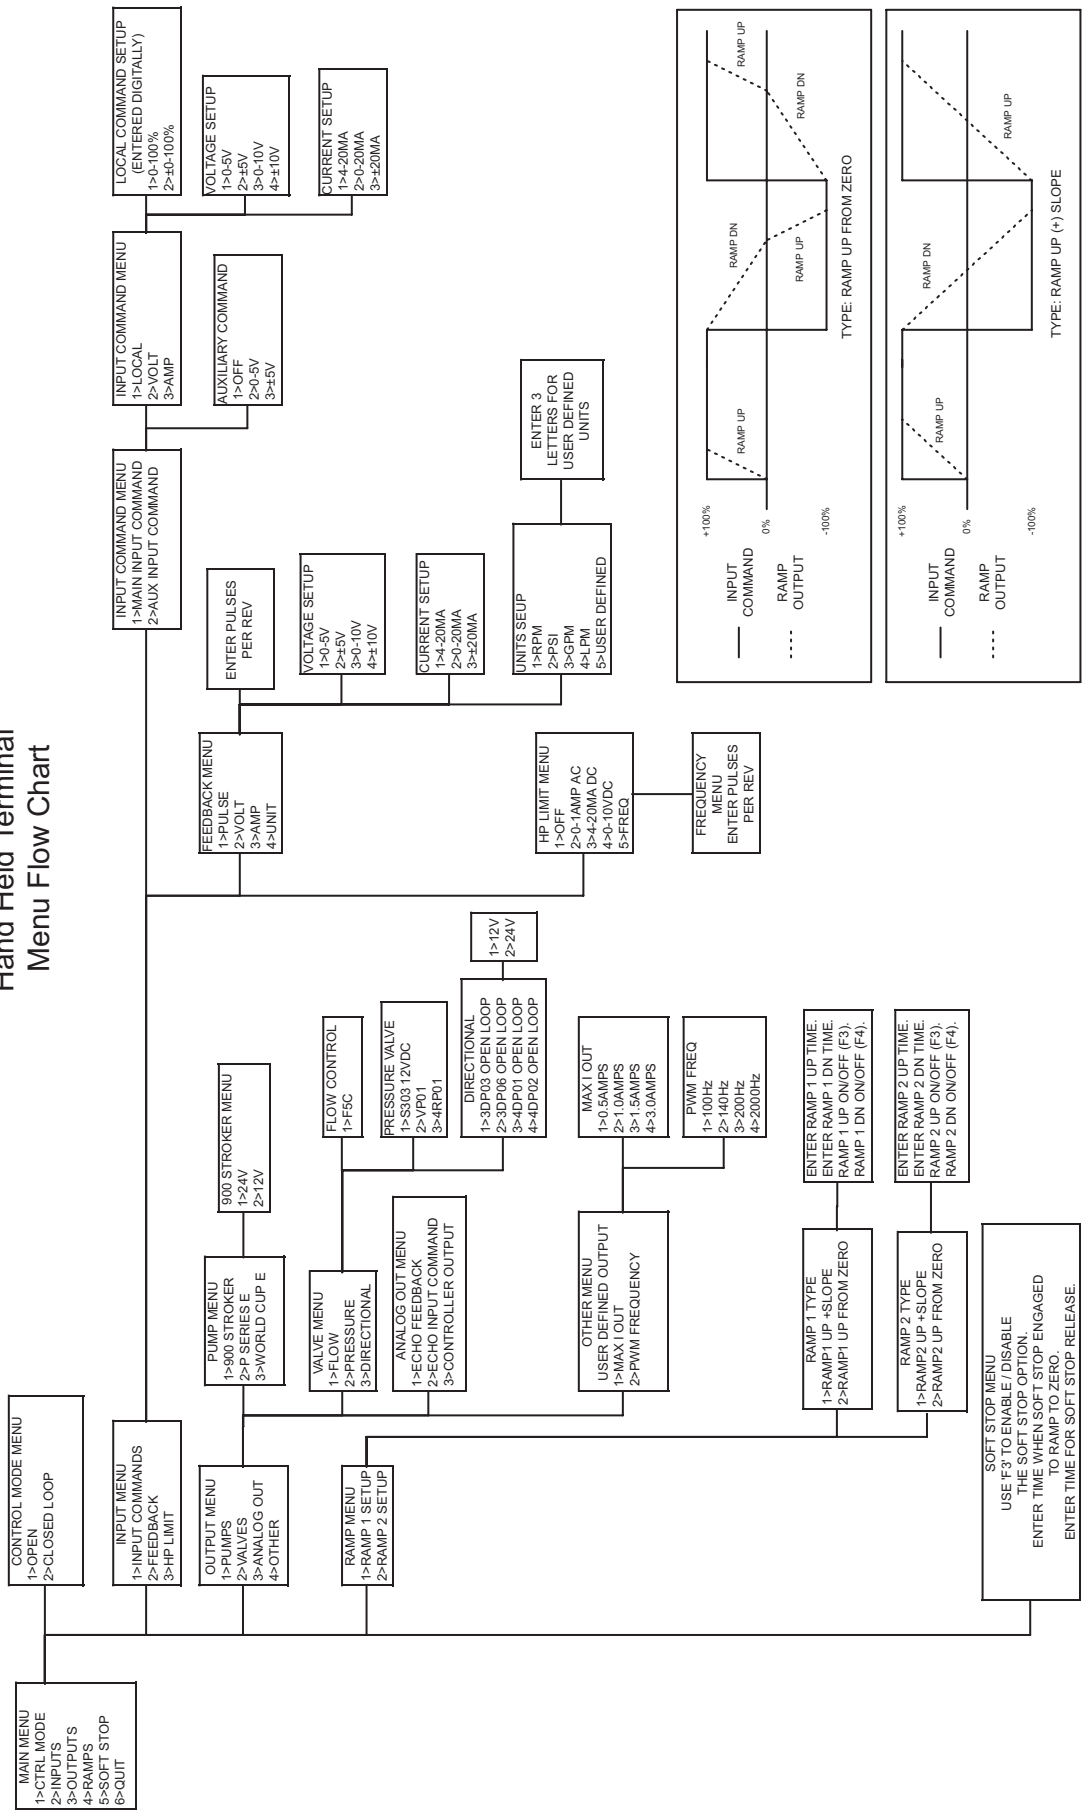 Hand Held Terminal
Menu Flow Chart
MAIN MENU
1>CTRL MODE
2>INPUTS
3>OUTPUTS
4>RAMPS
5>SOFT STOP
6>QUIT
CONTROL MODE MENU
1>OPEN
2>CLOSED LOOP
INPUT MENU
1>INPUT COMMANDS
2>FEEDBACK
3>HP LIMIT
OUTPUT MENU
1>PUMPS
2>VALVES
3>ANALOG OUT
4>OTHER
RAMP MENU
1>RAMP 1 SETUP
2>RAMP 2 SETUP
SOFT STOP MENU
USE 'F3' TO ENABLE / DISABLE
THE SOFT STOP OPTION.
ENTER TIME WHEN SOFT STOP ENGAGED
TO RAMP TO ZERO.
ENTER TIME FOR SOFT STOP RELEASE.
PUMP MENU
1>900 STROKER
2>P SERIES E
3>WORLD CUP E
900 STROKER MENU
1>24V
2>12V
VALVE MENU
1>FLOW
2>PRESSURE
3>DIRECTIONAL
FLOW CONTROL
1>F5C
PRESSURE VALVE
1>S303 12VDC
2>VP01
3>4RP01
DIRECTIONAL
1>3DP03 OPEN LOOP
2>3DP06 OPEN LOOP
3>4DP01 OPEN LOOP
4>4DP02 OPEN LOOP
1>12V
2>24V
ANALOG OUT MENU
1>ECHO FEEDBACK
2>ECHO INPUT COMMAND
3>CONTROLLER OUTPUT
OTHER MENU
USER DEFINED OUTPUT
1>MAX I OUT
2>PWM FREQUENCY
MAX I OUT
1>0.5AMPS
2>1.0AMPS
3>1.5AMPS
4>3.0AMPS
PWM FREQ
1>100Hz
2>140Hz
3>200Hz
4>2000Hz
RAMP 1 TYPE
1>RAMP1 UP +SLOPE
2>RAMP1 UP FROM ZERO
ENTER RAMP 1 UP TIME.
ENTER RAMP 1 DN TIME.
RAMP 1 UP ON/OFF (F3).
RAMP 1 DN ON/OFF (F4).
RAMP 2 TYPE
1>RAMP2 UP +SLOPE
2>RAMP2 UP FROM ZERO
ENTER RAMP 2 UP TIME.
ENTER RAMP 2 DN TIME.
RAMP 2 UP ON/OFF (F3).
RAMP 2 DN ON/OFF (F4).
INPUT COMMAND MENU
1>MAIN INPUT COMMAND
2>AUX INPUT COMMAND
INPUT COMMAND MENU
1>LOCAL
2>VOLT
3>AMP
AUXILIARY COMMAND
1>OFF
2>0-5V
3>±5V
LOCAL COMMAND SETUP
(ENTERED DIGITALLY)
1>0-100%
2>±0-100%
VOLTAGE SETUP
1>0-5V
2>±5V
3>0-10V
4>±10V
CURRENT SETUP
1>4-20MA
2>0-20MA
3>±20MA
FEEDBACK MENU
1>PULSE
2>VOLT
3>AMP
4>UNIT
ENTER PULSES
PER REV
VOLTAGE SETUP
1>0-5V
2>±5V
3>0-10V
4>±10V
CURRENT SETUP
1>4-20MA
2>0-20MA
3>±20MA
UNITS SEUP
1>RPM
2>PSI
3>GPM
4>LPM
5>USER DEFINED
ENTER 3
LETTERS FOR
USER DEFINED
UNITS
HP LIMIT MENU
1>OFF
2>0-1AMP AC
3>4-20MA DC
4>0-10VDC
5>FREQ
FREQUENCY
MENU
ENTER PULSES
PER REV
INPUT
COMMAND
RAMP
OUTPUT
+100%
0%
-100%
RAMP UP
RAMP DN
RAMP UP
RAMP DN
RAMP UP
TYPE: RAMP UP FROM ZERO
INPUT
COMMAND
RAMP
OUTPUT
+100%
0%
-100%
RAMP UP
RAMP DN
RAMP UP
TYPE: RAMP UP (+) SLOPE